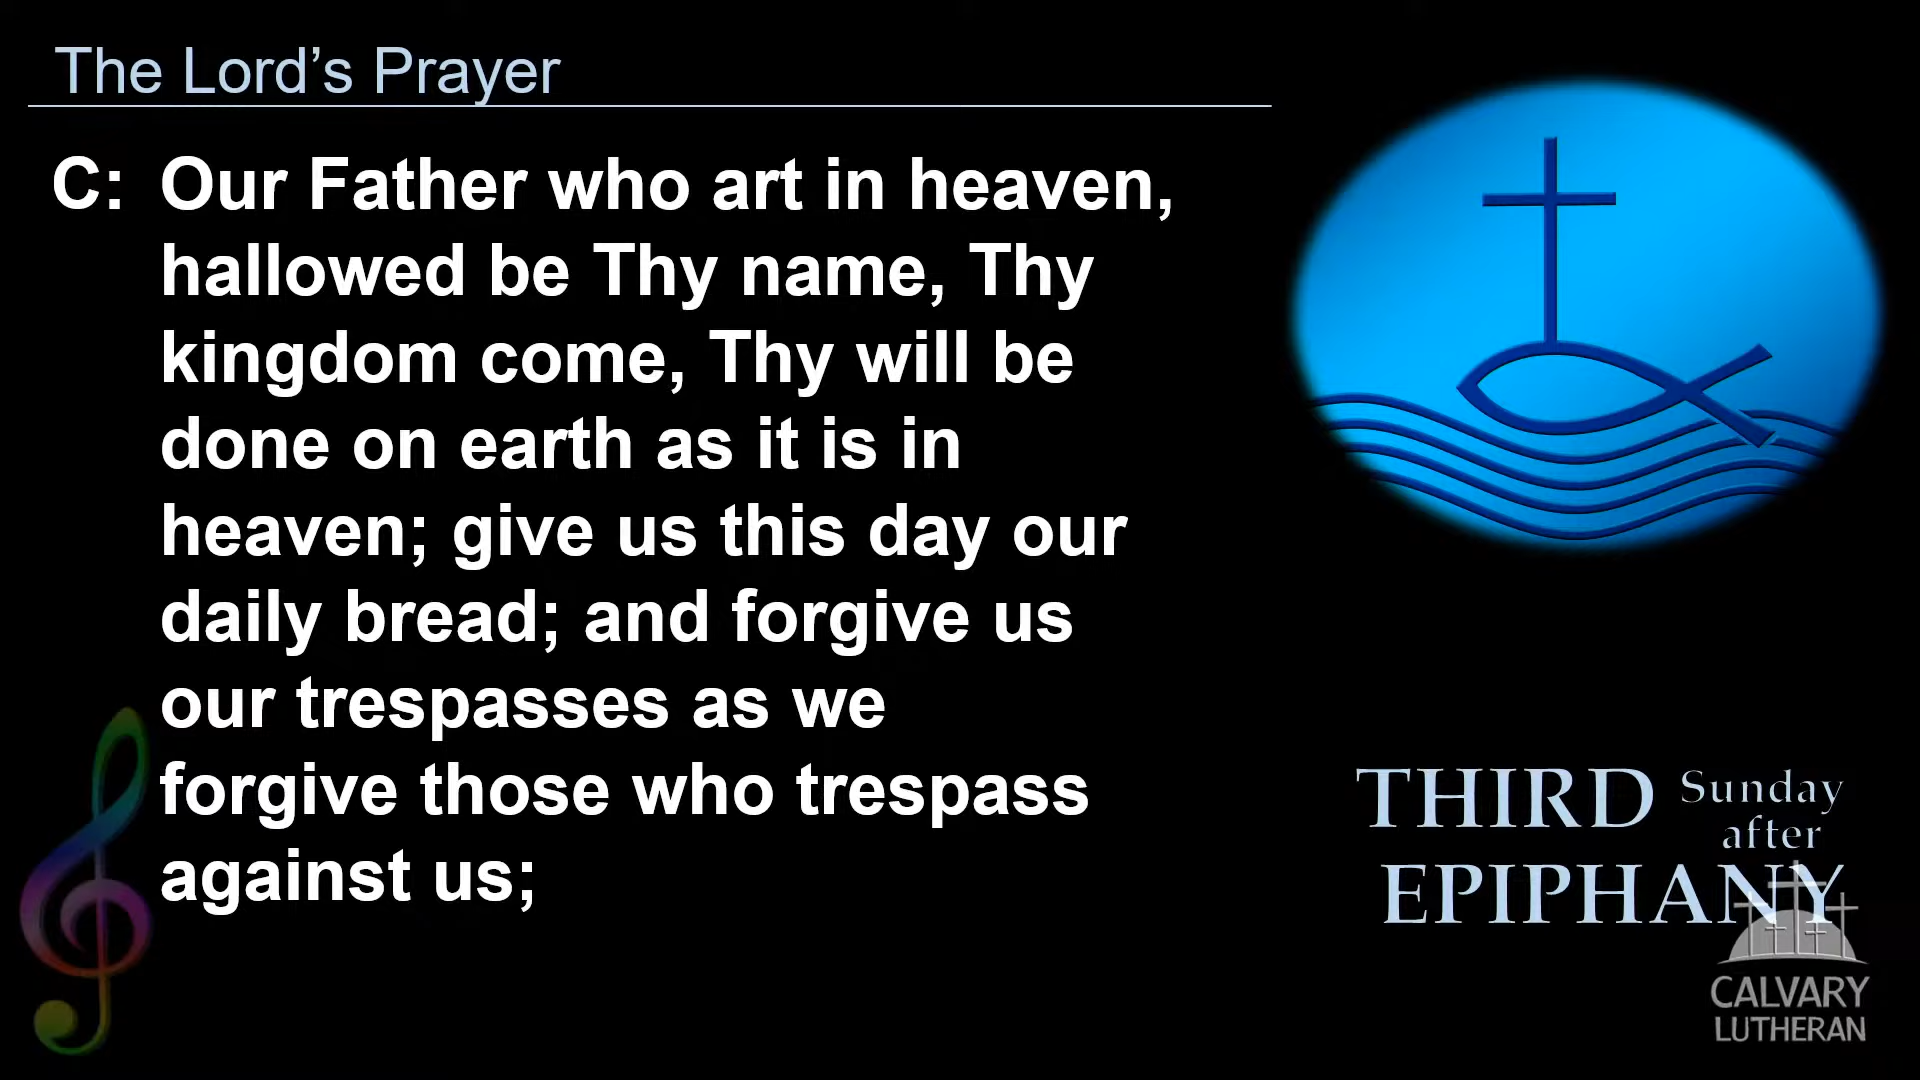 The Lord’s Prayer
C: Our Father who art in heaven,
hallowed be Thy name, Thy
kingdom come, Thy will be
done on earth as it is in
heaven; give us this day our
daily bread; and forgive us
our trespasses as we
forgive those who trespass
against us;
THIRD Sunday
after
EPIPHANY
CALVARY
LUTHERAN